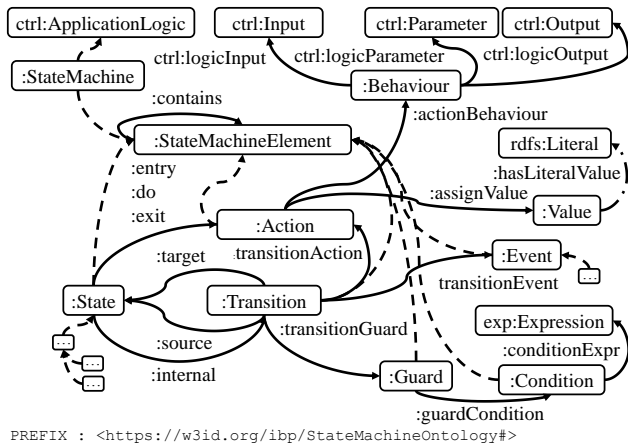 ctrl:ApplicationLogic
ctrl:Input
ctrl:Parameter
ctrl:Output
ctrl:logicInput
ctrl:logicParameter
ctrl:logicOutput
:StateMachine
:Behaviour
:contains
:actionBehaviour
:StateMachineElement
rdfs:Literal
:entry
:do
:exit
:hasLiteralValue
:assignValue
:Action
:Value
:target
:transitionAction
:Event
...
:State
:Transition
transitionEvent
exp:Expression
...
:source
:transitionGuard
:conditionExpr
...
...
:internal
:Guard
:Condition
:guardCondition
PREFIX : <https://w3id.org/ibp/StateMachineOntology#>